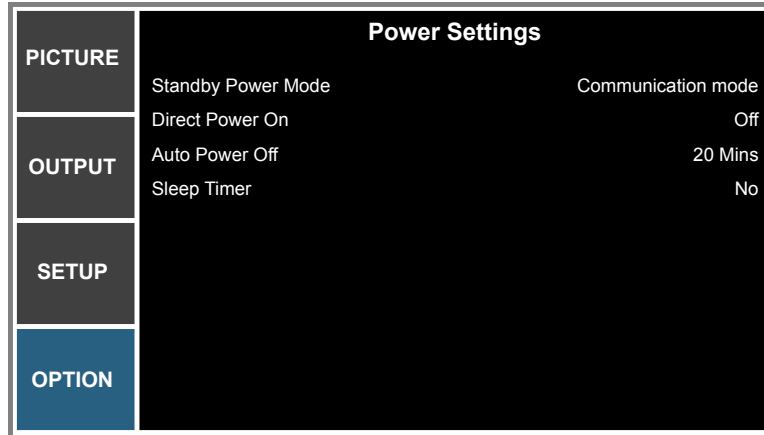 Power Settings
PICTURE
Standby Power Mode Communication mode
Direct Power On Off
OUTPUT
Auto Power Off 20 Mins
Sleep Timer No
SETUP
OPTION